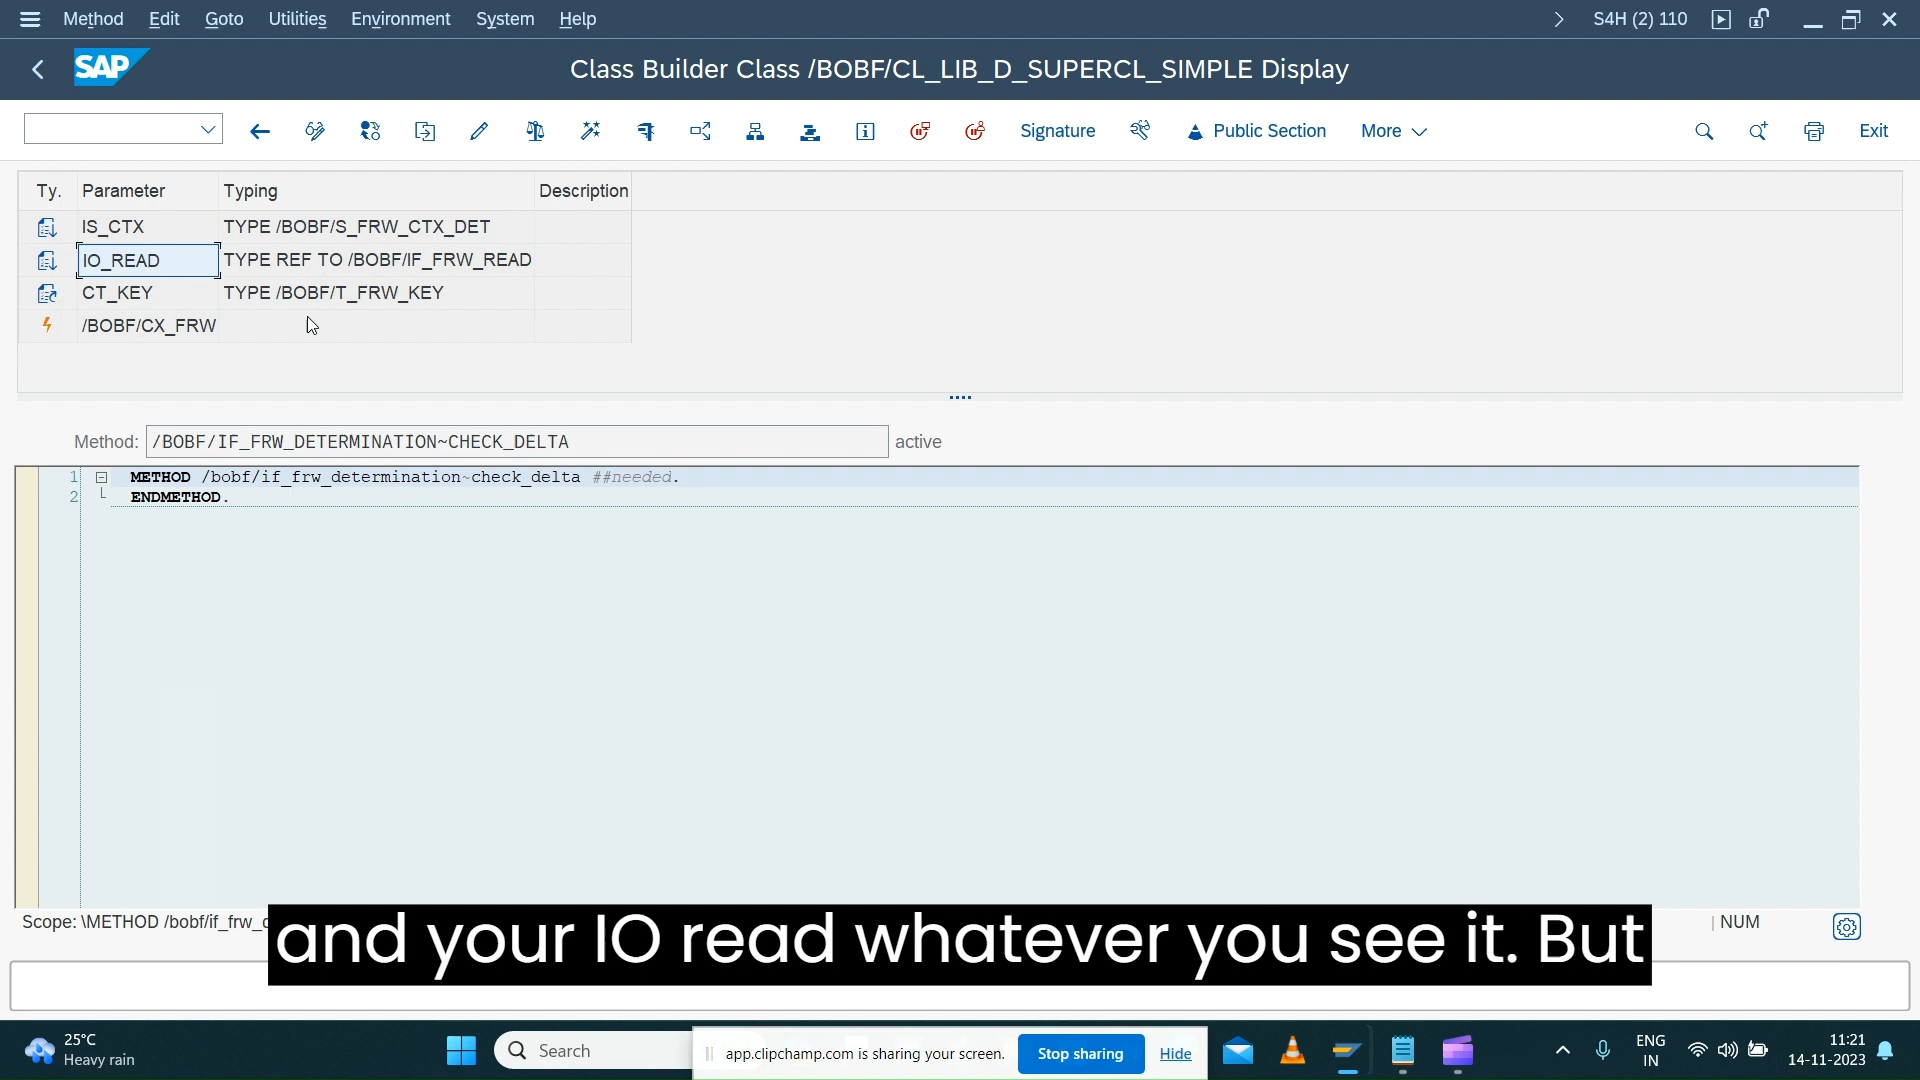 Method Edit Goto Utilities Environment System Help S4H (2) 110
SAP Class Builder Class /BOBF/CL_LIB_D_SUPERCL_SIMPLE Display
Signature Public Section More Exit
Ty. Parameter Typing Description
IS_CTX TYPE /BOBF/S_FRW_CTX_DET
IO_READ TYPE REF TO /BOBF/IF_FRW_READ
CT_KEY TYPE /BOBF/T_FRW_KEY
/BOBF/CX_FRW
Method: /BOBF/IF_FRW_DETERMINATION~CHECK_DELTA active
1 METHOD /bobf/if_frw_determination~check_delta ##needed.
2 ENDMETHOD.
Scope: \METHOD /bobf/if_frw_ NUM
and your IO read whatever you see it. But
25°C
Heavy rain
Search
app.clipchamp.com is sharing your screen. Stop sharing Hide
ENG
IN
11:21
14-11-2023